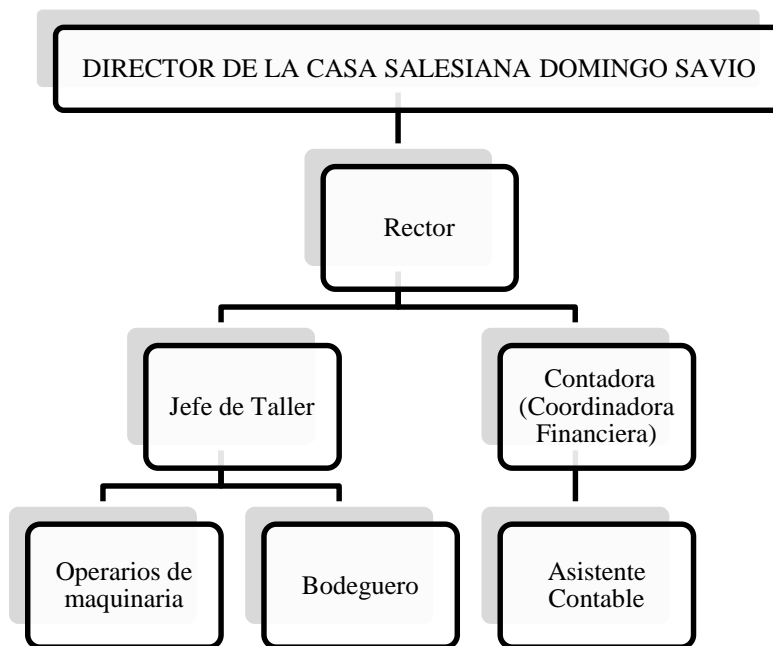 DIRECTOR DE LA CASA SALESIANA DOMINGO SAVIO
Rector
Jefe de Taller
Contadora
(Coordinadora
Financiera)
Operarios de
maquinaria
Bodeguero
Asistente
Contable